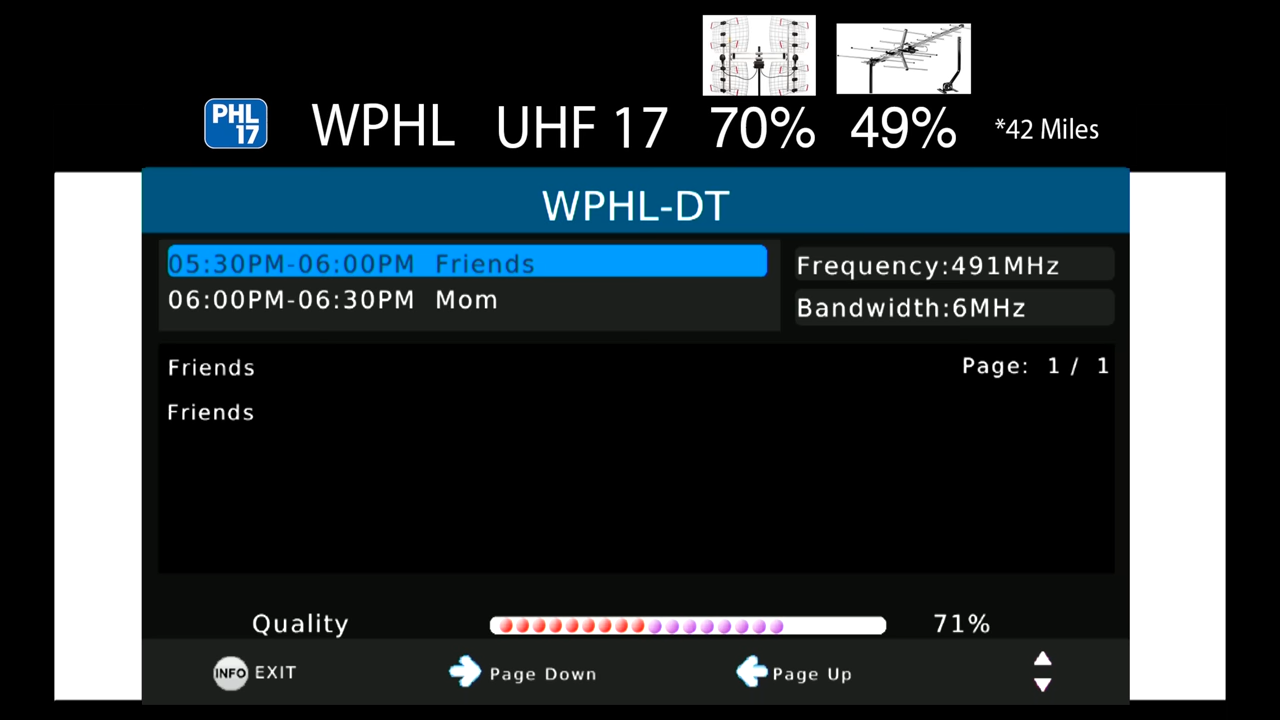 PHL
17
WPHL UHF 17 70% 49% *42 Miles
WPHL-DT
05:30PM-06:00PM Friends
06:00PM-06:30PM Mom
Frequency:491MHz
Bandwidth:6MHz
Friends
Page: 1 / 1
Friends
Quality 71%
INFO EXIT Page Down Page Up